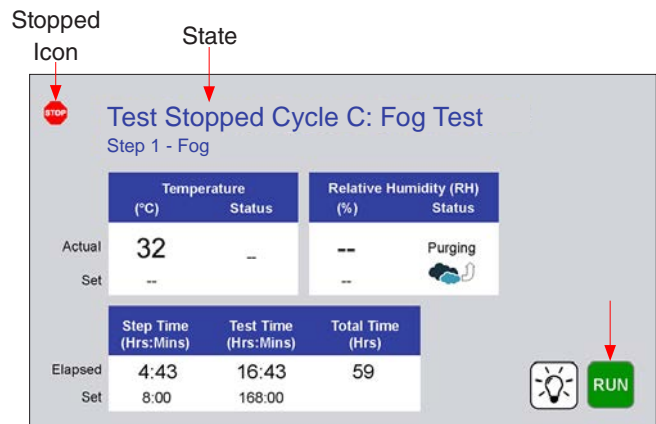 Stopped
Icon
State
STOP
Test Stopped Cycle C: Fog Test
Step 1 - Fog
Temperature
(°C) Status
Relative Humidity (RH)
(%) Status
Actual 32 -- -- Purging
Set -- --
Step Time
(Hrs:Mins)
Test Time
(Hrs:Mins)
Total Time
(Hrs)
Elapsed 4:43 16:43 59
Set 8:00 168:00
RUN